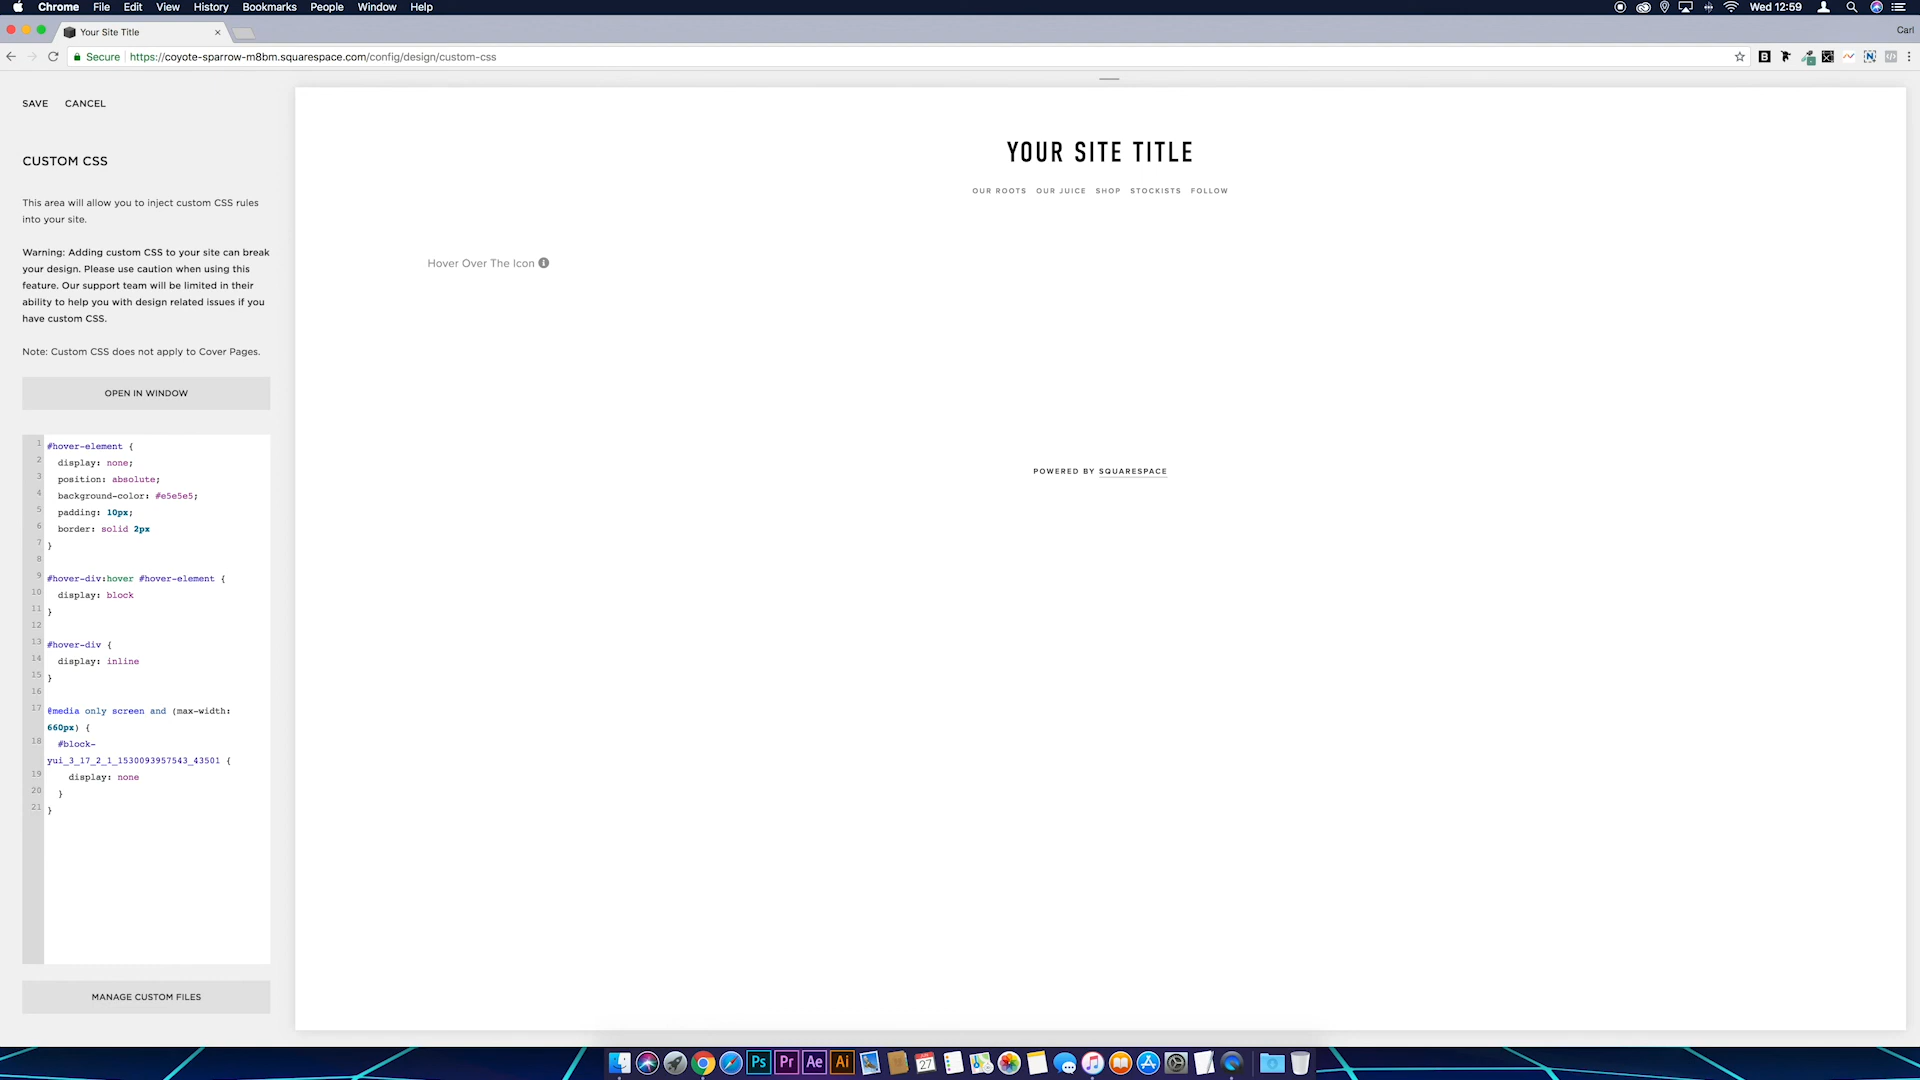 Chrome File Edit View History Bookmarks People Window Help Wed 12:59
Your Site Title × Carl
Secure https://coyote-sparrow-m8bm.squarespace.com/config/design/custom-css
SAVE CANCEL
CUSTOM CSS
This area will allow you to inject custom CSS rules
into your site.
Warning: Adding custom CSS to your site can break
your design. Please use caution when using this
feature. Our support team will be limited in their
ability to help you with design related issues if you
have custom CSS.
Note: Custom CSS does not apply to Cover Pages.
OPEN IN WINDOW
1 #hover-element {
2 display: none;
3 position: absolute;
4 background-color: #e5e5e5;
5 padding: 10px;
6 border: solid 2px
7 }
8
9 #hover-div:hover #hover-element {
10 display: block
11 }
12
13 #hover-div {
14 display: inline
15 }
16
17 @media only screen and (max-width:
660px) {
18 #block-
yui_3_17_2_1_1530093957543_43501 {
19 display: none
20 }
21 }
MANAGE CUSTOM FILES
YOUR SITE TITLE
OUR ROOTS OUR JUICE SHOP STOCKISTS FOLLOW
Hover Over The Icon
POWERED BY SQUARESPACE
Ps Pr Ae Ai 27